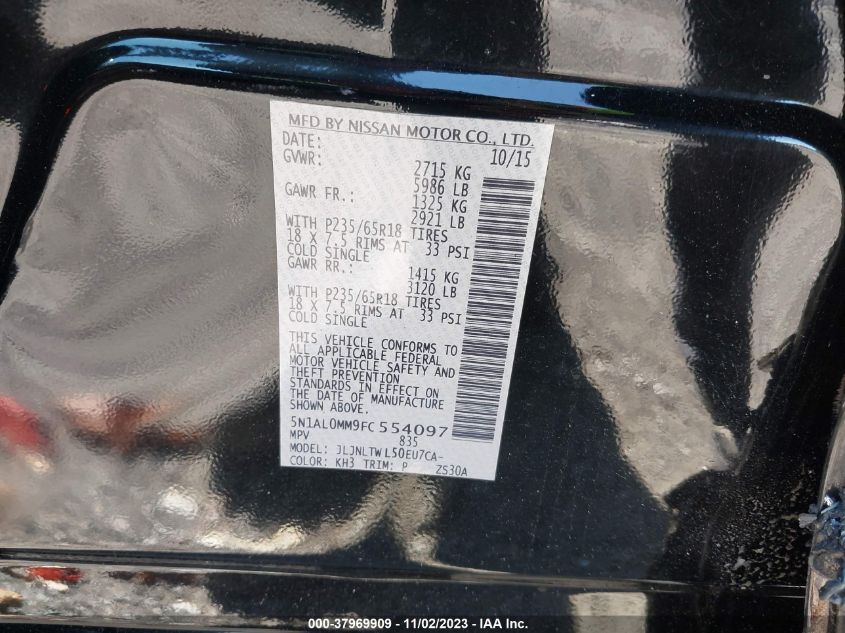 MFD BY NISSAN MOTOR CO., LTD.
DATE: 10/15
GVWR: 2715 KG
5986 LB
GAWR FR.: 1325 KG
2921 LB
WITH P235/65R18 TIRES
18 X 7.5 RIMS AT 33 PSI
COLD SINGLE
GAWR RR.: 1415 KG
3120 LB
WITH P235/65R18 TIRES
18 X 7.5 RIMS AT 33 PSI
COLD SINGLE
THIS VEHICLE CONFORMS TO
ALL APPLICABLE FEDERAL
MOTOR VEHICLE SAFETY AND
THEFT PREVENTION
STANDARDS IN EFFECT ON
THE DATE OF MANUFACTURE
SHOWN ABOVE.
5N1AL0MM9FC 554097
MPV 835
MODEL: JLJNLTWL50EU7CA-
COLOR: KH3 TRIM: P ZS30A
000-37969909 - 11/02/2023 - IAA Inc.